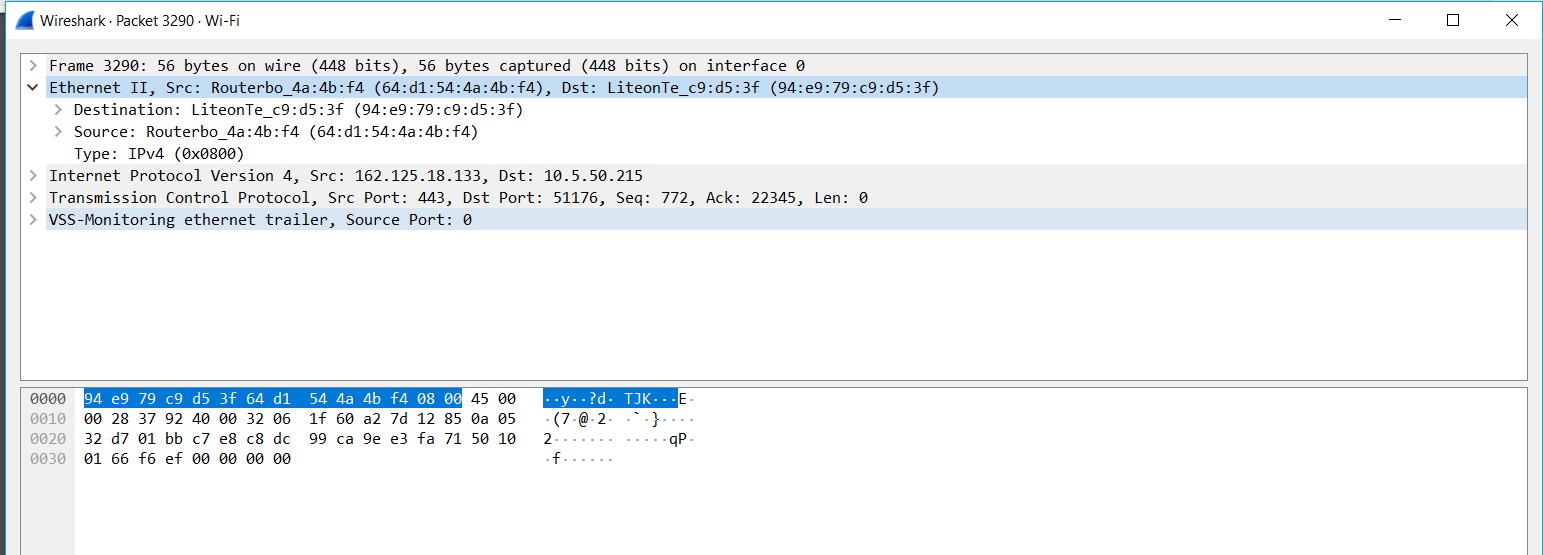 Wireshark · Packet 3290 · Wi-Fi
Frame 3290: 56 bytes on wire (448 bits), 56 bytes captured (448 bits) on interface 0
Ethernet II, Src: Routerbo_4a:4b:f4 (64:d1:54:4a:4b:f4), Dst: LiteonTe_c9:d5:3f (94:e9:79:c9:d5:3f)
Destination: LiteonTe_c9:d5:3f (94:e9:79:c9:d5:3f)
Source: Routerbo_4a:4b:f4 (64:d1:54:4a:4b:f4)
Type: IPv4 (0x0800)
Internet Protocol Version 4, Src: 162.125.18.133, Dst: 10.5.50.215
Transmission Control Protocol, Src Port: 443, Dst Port: 51176, Seq: 772, Ack: 22345, Len: 0
VSS-Monitoring ethernet trailer, Source Port: 0
0000 94 e9 79 c9 d5 3f 64 d1 54 4a 4b f4 08 00 45 00 ··y··?d· TJK···E·
0010 00 28 37 92 40 00 32 06 1f 60 a2 7d 12 85 0a 05 ·(7·@·2· ·`·}····
0020 32 d7 01 bb c7 e8 c8 dc 99 ca 9e e3 fa 71 50 10 2······· ·····qP·
0030 01 66 f6 ef 00 00 00 00 ·f······